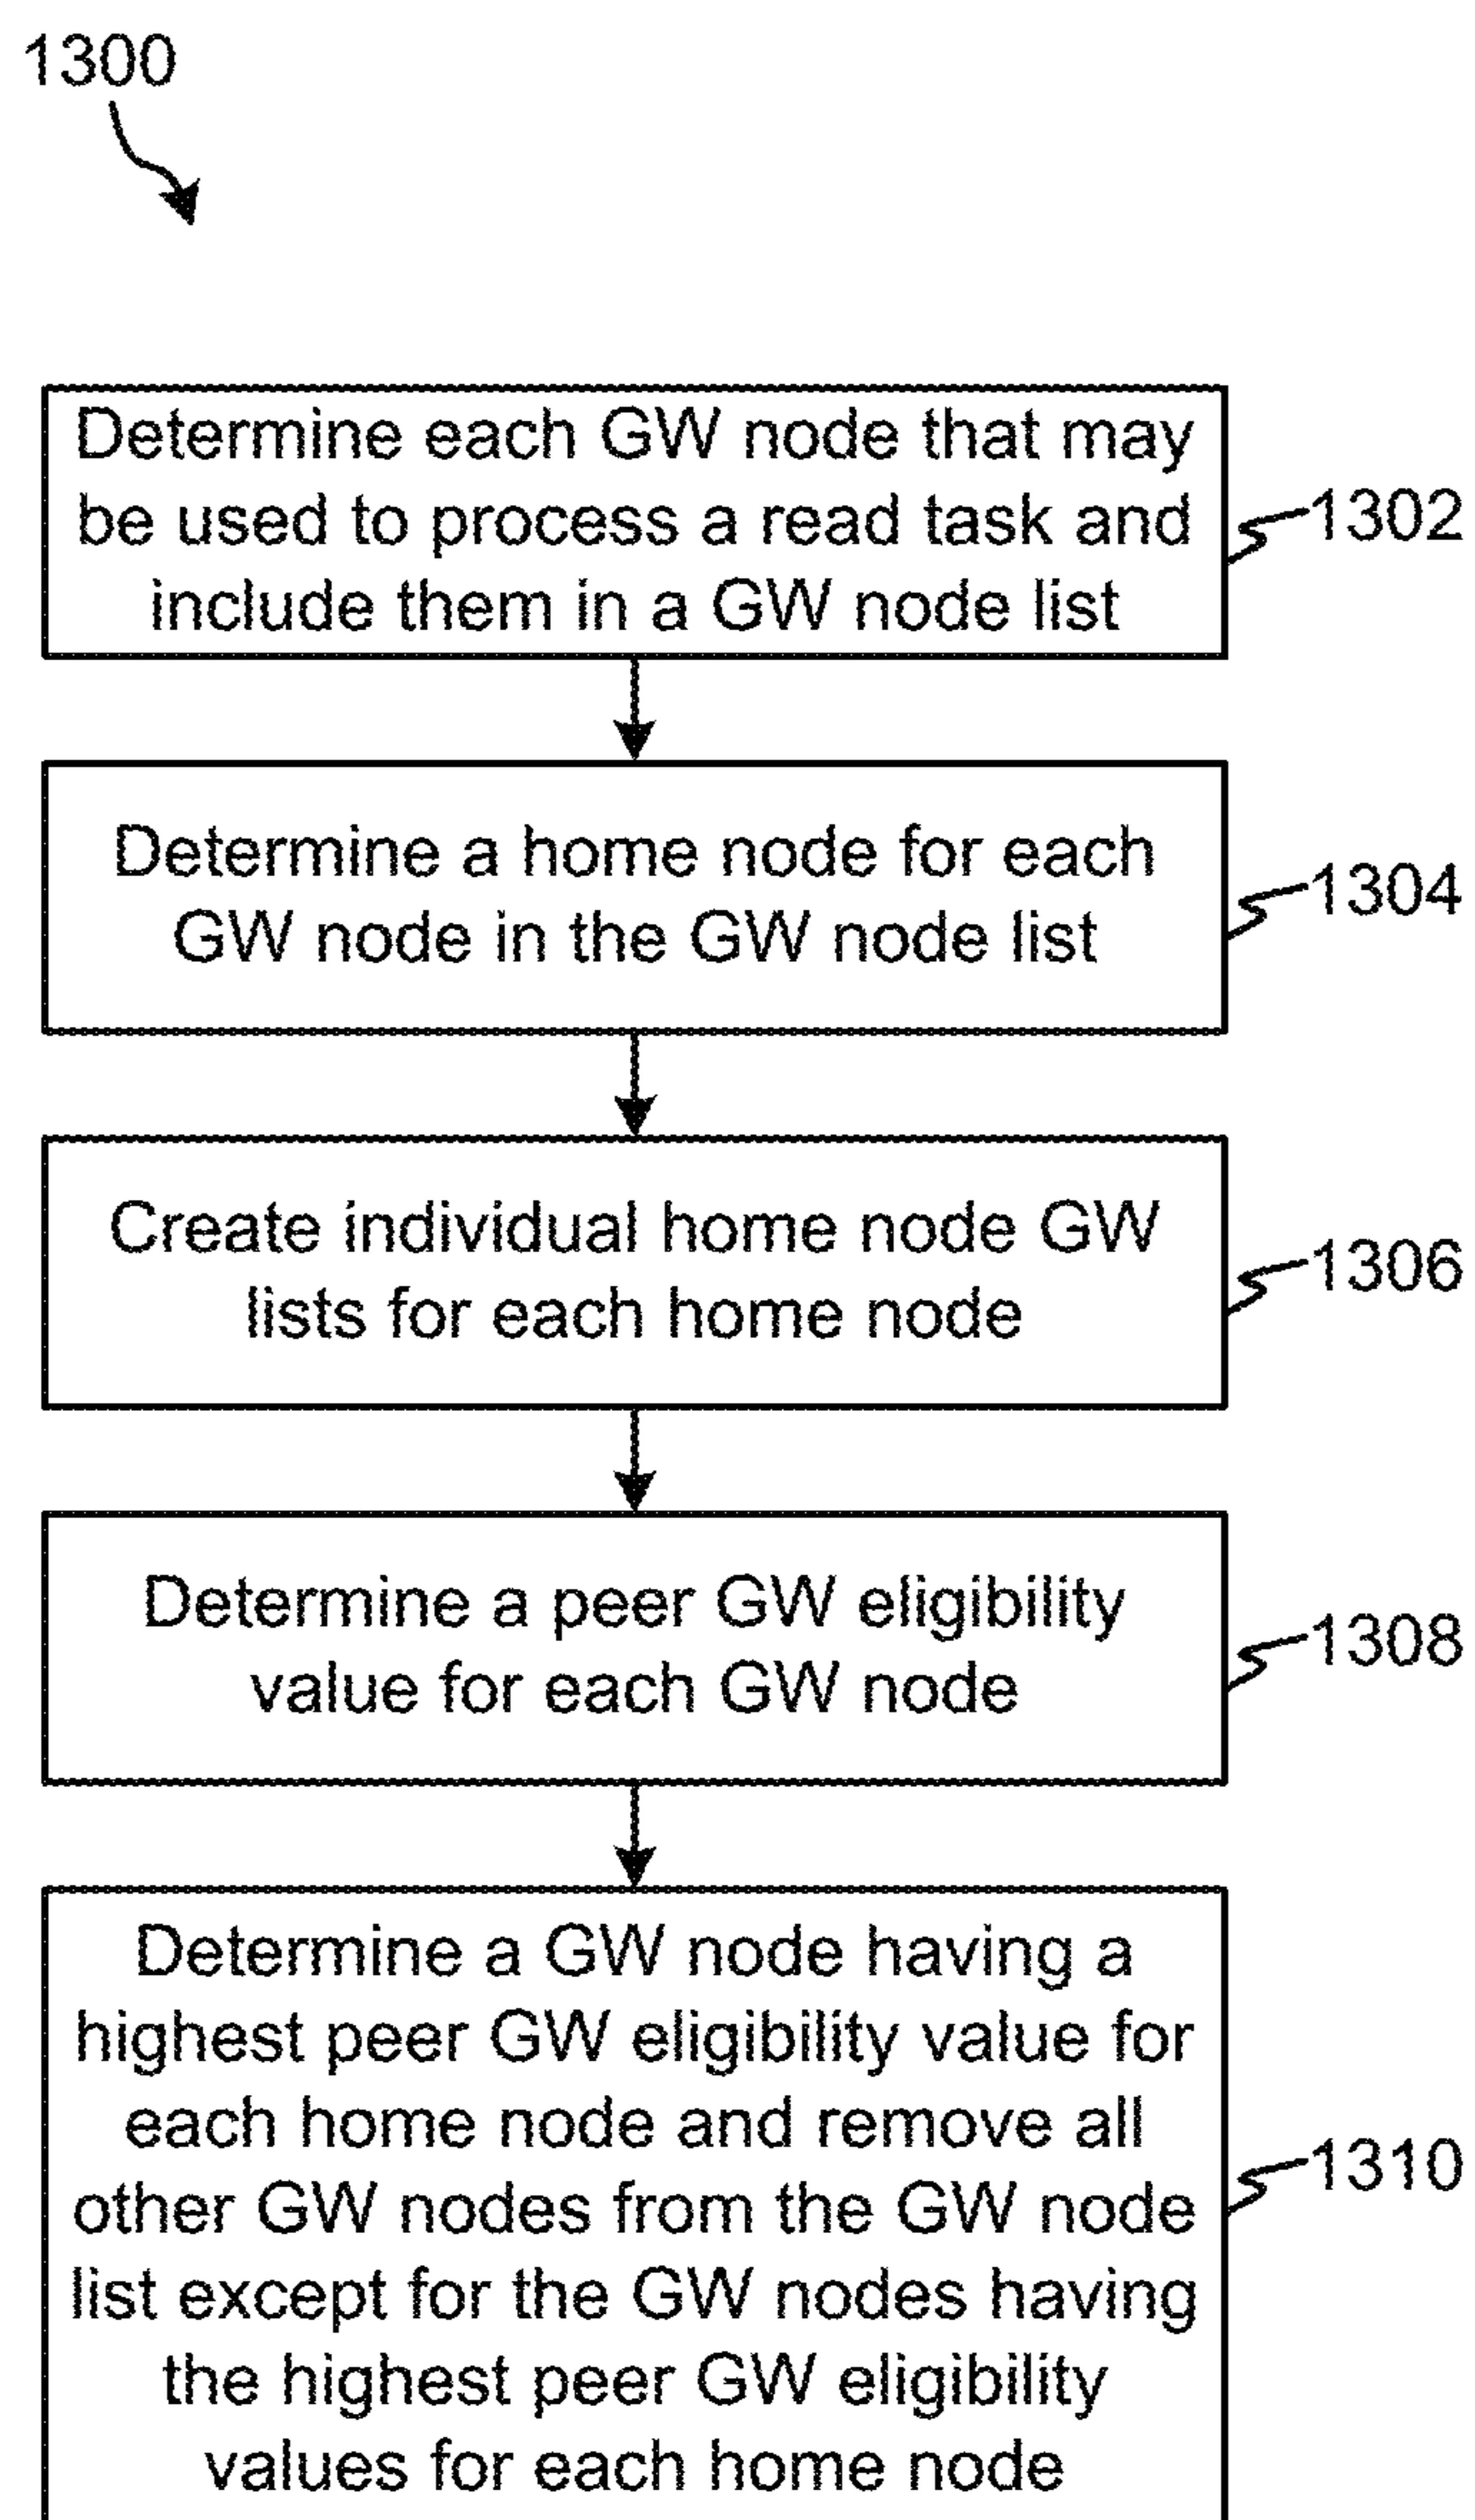 1300
Determine each GW node that may
be used to process a read task and
include them in a GW node list
1302
Determine a home node for each
GW node in the GW node list
1304
Create individual home node GW
lists for each home node
1306
Determine a peer GW eligibility
value for each GW node
1308
Determine a GW node having a
highest peer GW eligibility value for
each home node and remove all
other GW nodes from the GW node
list except for the GW nodes having
the highest peer GW eligibility
values for each home node
1310